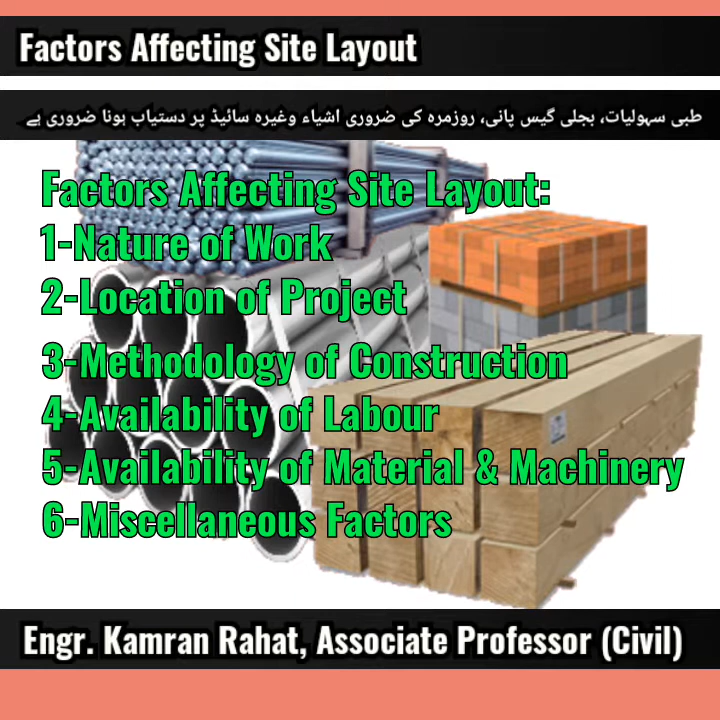 Factors Affecting Site Layout
طبی سہولیات، بجلی گیس پانی، روزمرہ کی ضروری اشیاء وغیرہ سائیڈ پر دستیاب ہونا ضروری ہے
Factors Affecting Site Layout:
1-Nature of Work
2-Location of Project
3-Methodology of Construction
4-Availability of Labour
5-Availability of Material & Machinery
6-Miscellaneous Factors
Engr. Kamran Rahat, Associate Professor (Civil)